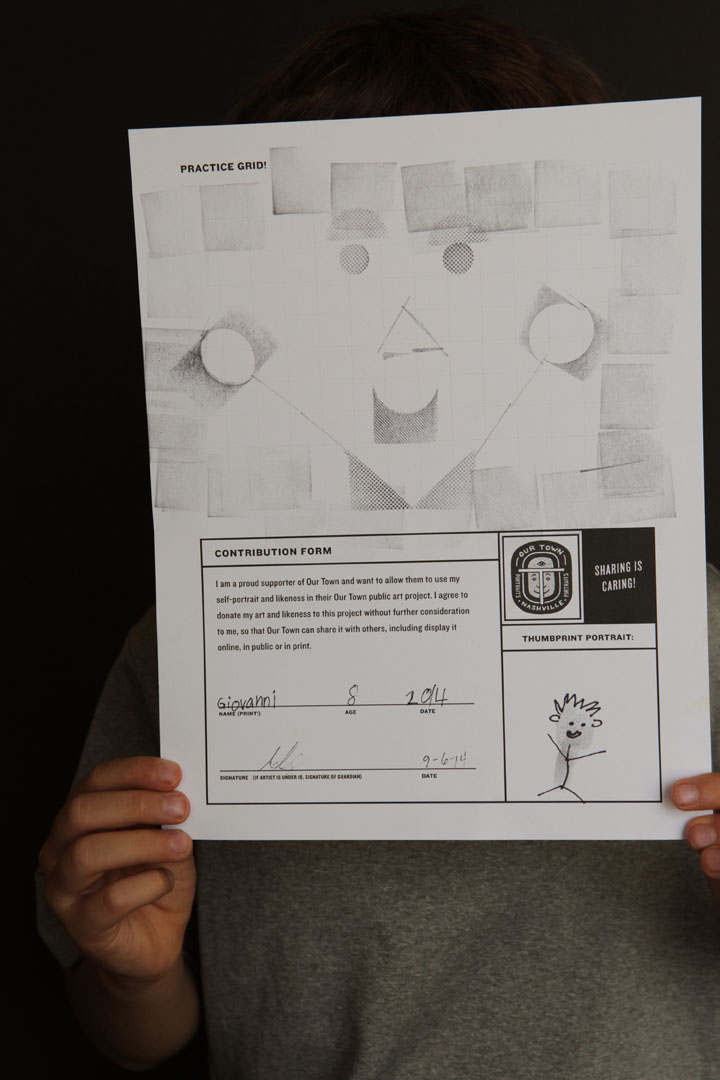 PRACTICE GRID!
CONTRIBUTION FORM
I am a proud supporter of Our Town and want to allow them to use my
self-portrait and likeness in their Our Town public art project. I agree to
donate my art and likeness to this project without further consideration
to me, so that Our Town can share it with others, including display it
online, in public or in print.
Giovanni 8 2014
NAME (PRINT!) AGE DATE
9-6-14
SIGNATURE (IF ARTIST IS UNDER 18, SIGNATURE OF GUARDIAN) DATE
OUR TOWN
PORTRAITS PORTRAITS
NASHVILLE
SHARING IS
CARING!
THUMBPRINT PORTRAIT: